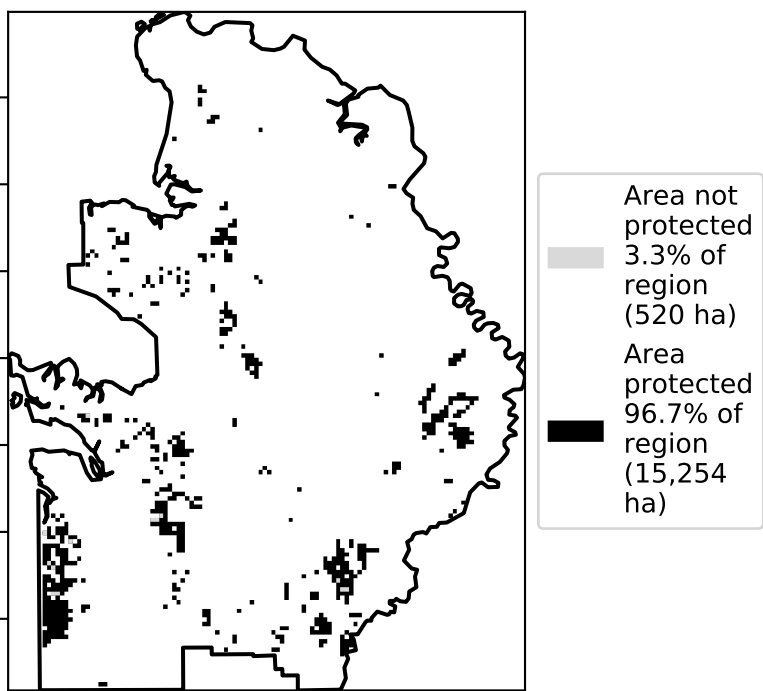 Area not
protected
3.3% of
region
(520 ha)
Area
protected
96.7% of
region
(15,254
ha)